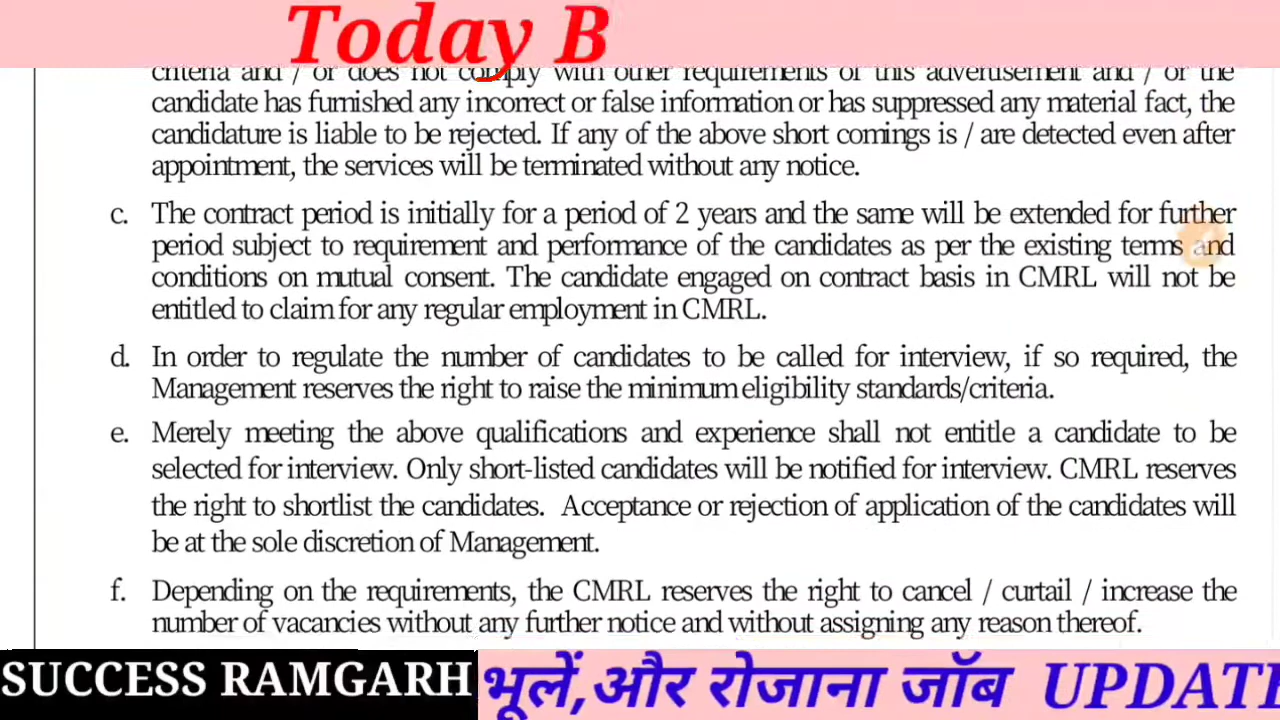 Today B
criteria and / or does not comply with other requirements of this advertisement and / or the
candidate has furnished any incorrect or false information or has suppressed any material fact, the
candidature is liable to be rejected. If any of the above short comings is / are detected even after
appointment, the services will be terminated without any notice.
c. The contract period is initially for a period of 2 years and the same will be extended for further
period subject to requirement and performance of the candidates as per the existing terms and
conditions on mutual consent. The candidate engaged on contract basis in CMRL will not be
entitled to claim for any regular employment in CMRL.
d. In order to regulate the number of candidates to be called for interview, if so required, the
Management reserves the right to raise the minimum eligibility standards/criteria.
e. Merely meeting the above qualifications and experience shall not entitle a candidate to be
selected for interview. Only short-listed candidates will be notified for interview. CMRL reserves
the right to shortlist the candidates. Acceptance or rejection of application of the candidates will
be at the sole discretion of Management.
f. Depending on the requirements, the CMRL reserves the right to cancel / curtail / increase the
number of vacancies without any further notice and without assigning any reason thereof.
SUCCESS RAMGARH भूलें,और रोजाना जॉब UPDATE